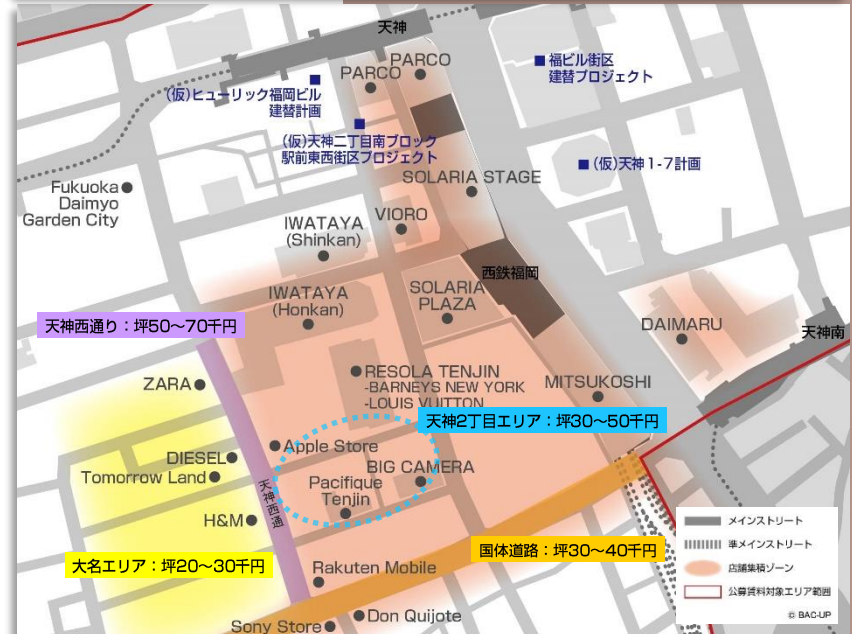 天神
PARCO
PARCO
(仮)ヒューリック福岡ビル
建替計画
福ビル街区
建替プロジェクト
(仮)天神二丁目南ブロック
駅前東西街区プロジェクト
(仮)天神1-7計画
SOLARIA STAGE
Fukuoka
Daimyo
Garden City
IWATAYA
(Shinkan)
VIORO
西鉄福岡
IWATAYA
(Honkan)
SOLARIA
PLAZA
天神西通り：坪50～70千円
DAIMARU
天神南
ZARA
RESOLA TENJIN
-BARNEYS NEW YORK
-LOUIS VUITTON
MITSUKOSHI
天神2丁目エリア：坪30～50千円
Apple Store
DIESEL
Tomorrow Land
BIG CAMERA
Pacifique
Tenjin
天神西通
H&M
国体道路：坪30～40千円
大名エリア：坪20～30千円
Rakuten Mobile
Don Quijote
Sony Store
メインストリート
準メインストリート
店舗集積ゾーン
公募賃料対象エリア範囲
© BAC-UP